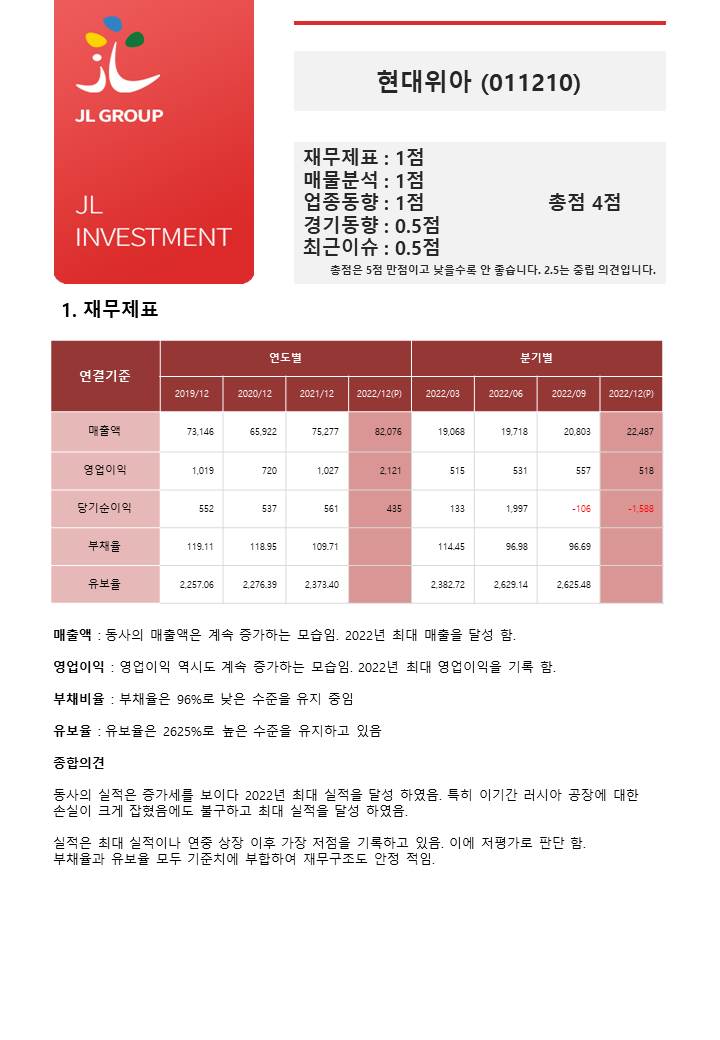 JL GROUP
JL
INVESTMENT
현대위아 (011210)
재무제표 : 1점
매물분석 : 1점
업종동향 : 1점 총점 4점
경기동향 : 0.5점
최근이슈 : 0.5점
총점은 5점 만점이고 낮을수록 안 좋습니다. 2.5는 중립 의견입니다.
1. 재무제표
연결기준 연도별 분기별
2019/12 2020/12 2021/12 2022/12(P) 2022/03 2022/06 2022/09 2022/12(P)
매출액 73,146 65,922 75,277 82,076 19,068 19,718 20,803 22,487
영업이익 1,019 720 1,027 2,121 515 531 557 518
당기순이익 552 537 561 435 133 1,997 -106 -1,588
부채율 119.11 118.95 109.71 114.45 96.98 96.69
유보율 2,257.06 2,276.39 2,373.40 2,382.72 2,629.14 2,625.48
매출액 : 동사의 매출액은 계속 증가하는 모습임. 2022년 최대 매출을 달성 함.
영업이익 : 영업이익 역시도 계속 증가하는 모습임. 2022년 최대 영업이익을 기록 함.
부채비율 : 부채율은 96%로 낮은 수준을 유지 중임
유보율 : 유보율은 2625%로 높은 수준을 유지하고 있음
종합의견
동사의 실적은 증가세를 보이다 2022년 최대 실적을 달성 하였음. 특히 이기간 러시아 공장에 대한
손실이 크게 잡혔음에도 불구하고 최대 실적을 달성 하였음.
실적은 최대 실적이나 연중 상장 이후 가장 저점을 기록하고 있음. 이에 저평가로 판단 함.
부채율과 유보율 모두 기준치에 부합하여 재무구조도 안정 적임.